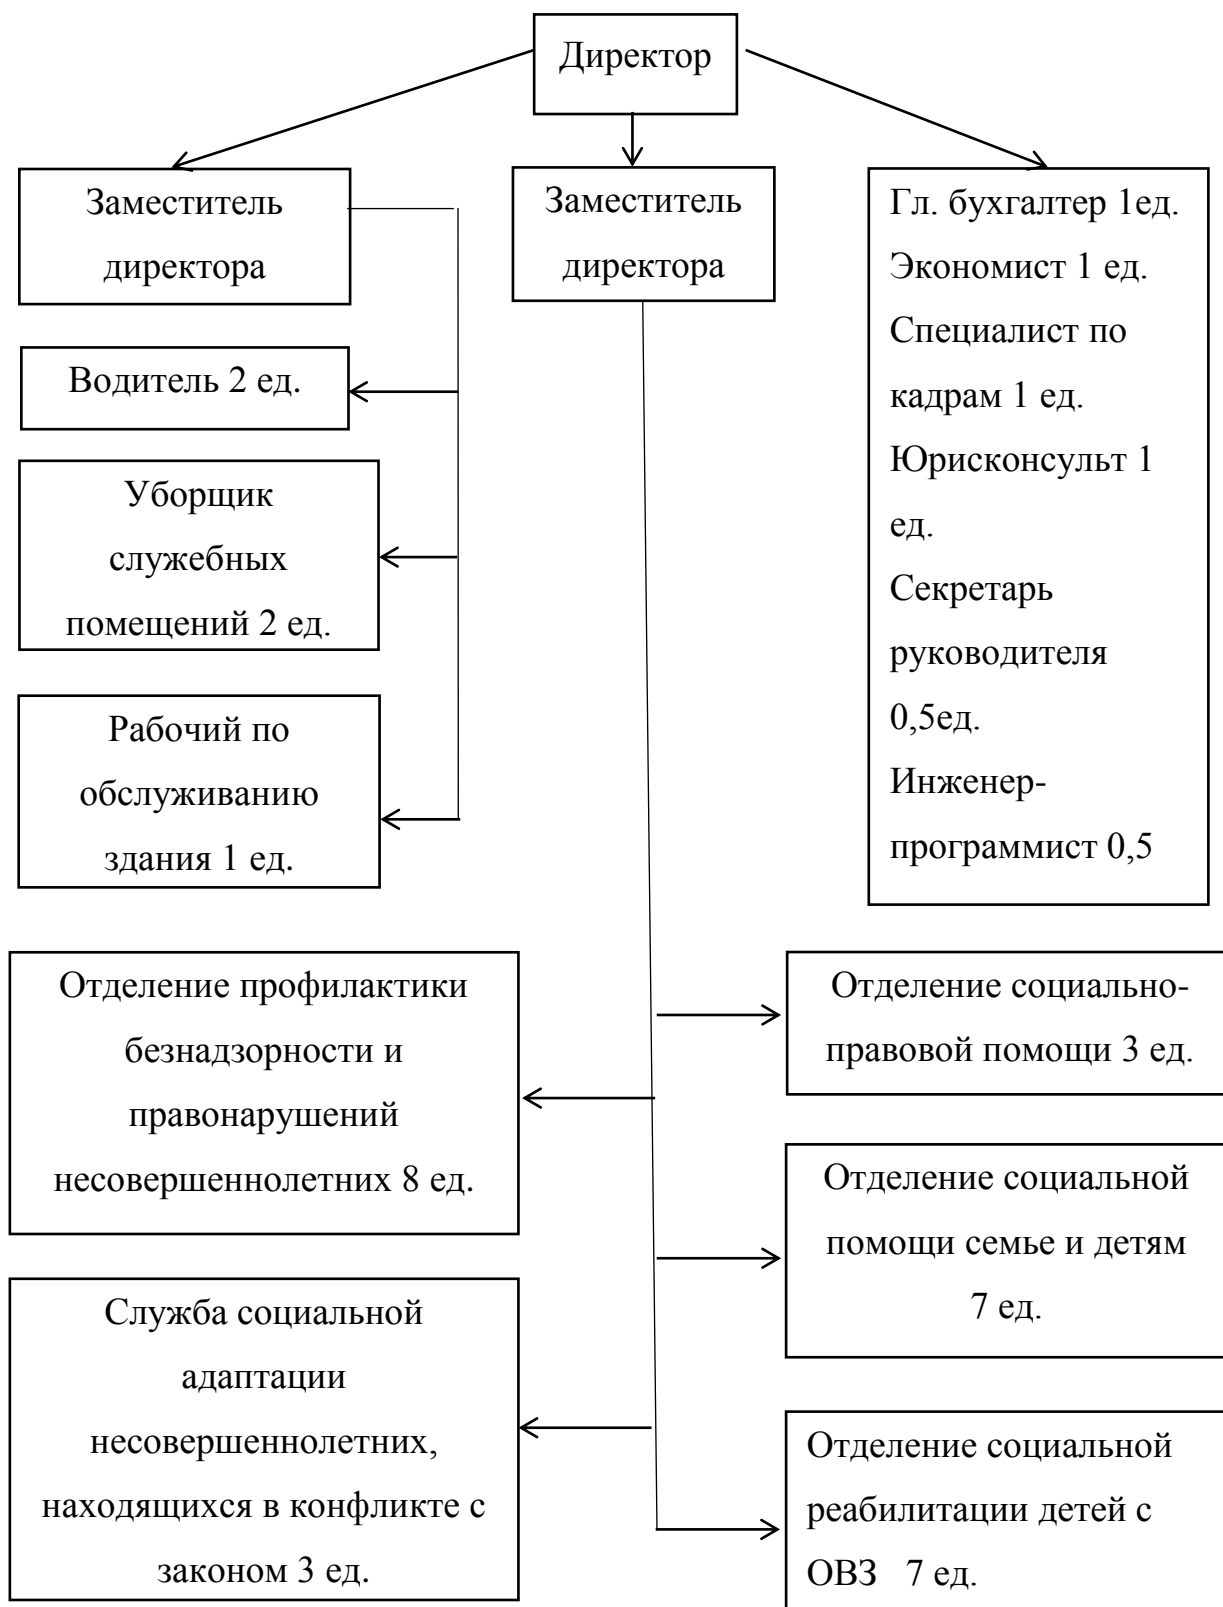 Директор
Заместитель
директора
Заместитель
директора
Гл. бухгалтер 1ед.
Экономист 1 ед.
Специалист по
кадрам 1 ед.
Юрисконсульт 1
ед.
Секретарь
руководителя
0,5ед.
Инженер-
программист 0,5
Водитель 2 ед.
Уборщик
служебных
помещений 2 ед.
Рабочий по
обслуживанию
здания 1 ед.
Отделение профилактики
безнадзорности и
правонарушений
несовершеннолетних 8 ед.
Отделение социально-
правовой помощи 3 ед.
Отделение социальной
помощи семье и детям
7 ед.
Служба социальной
адаптации
несовершеннолетних,
находящихся в конфликте с
законом 3 ед.
Отделение социальной
реабилитации детей с
ОВЗ   7 ед.